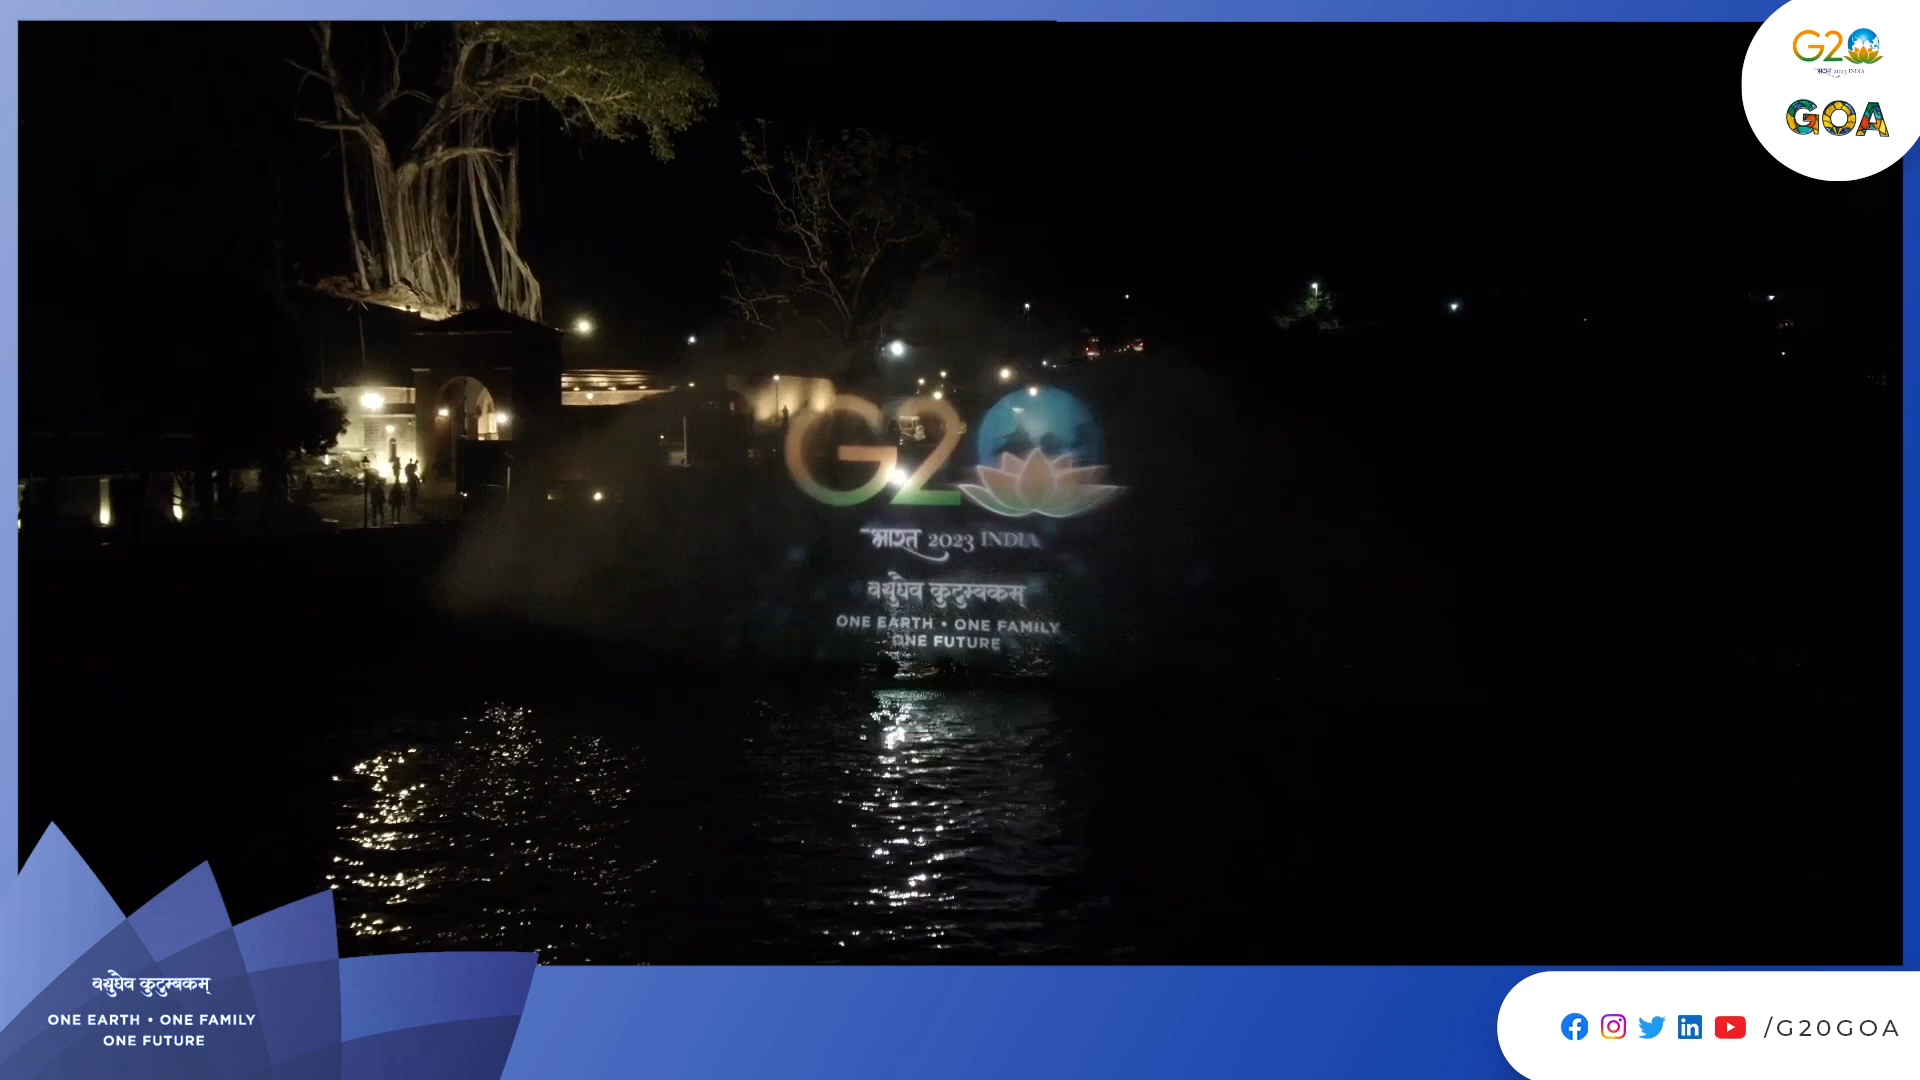 G20
भारत 2023 INDIA
GOA
G20
भारत 2023 INDIA
वसुधैव कुटुम्बकम्
ONE EARTH • ONE FAMILY
ONE FUTURE
वसुधैव कुटुम्बकम्
ONE EARTH • ONE FAMILY
ONE FUTURE
/G20GOA